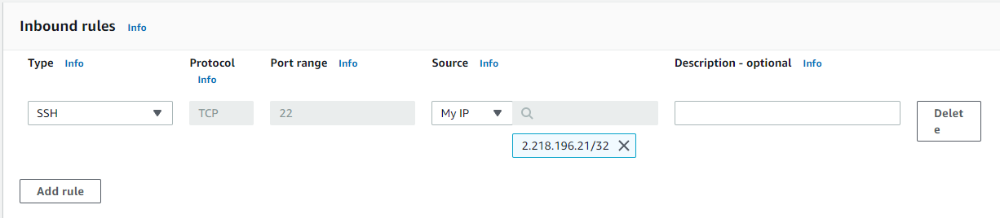 Inbound rules Info
Type Info Protocol Port range Info Source Info Description - optional Info
Info
SSH TCP 22 My IP Delet
e
2.218.196.21/32
Add rule